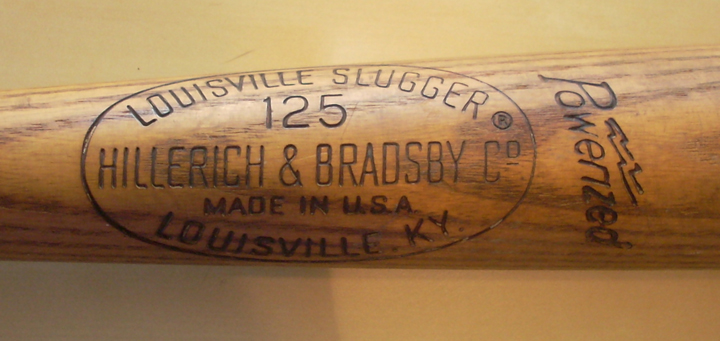 LOUISVILLE SLUGGER ®
125
HILLERICH & BRADSBY Cº
MADE IN U.S.A.
LOUISVILLE. KY.
Powerized